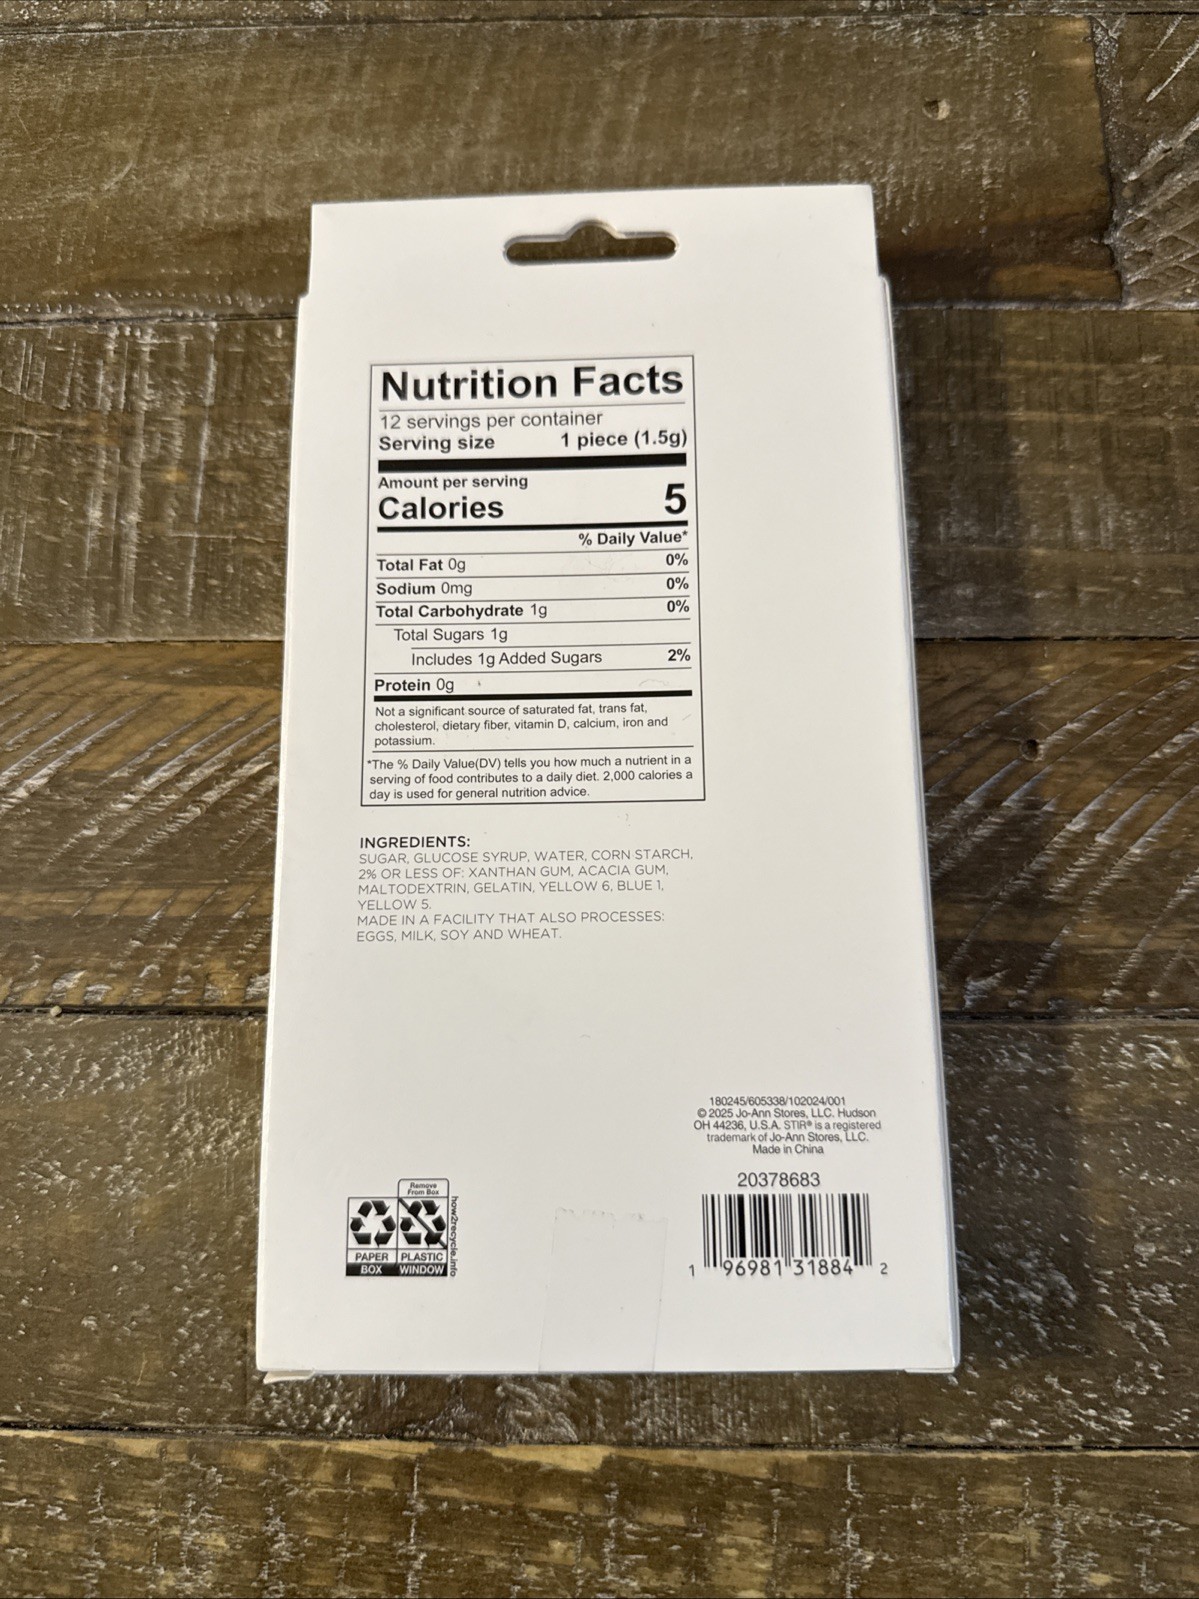 Nutrition Facts
12 servings per container
Serving size 1 piece (1.5g)
Amount per serving
Calories 5
% Daily Value*
Total Fat 0g 0%
Sodium 0mg 0%
Total Carbohydrate 1g 0%
Total Sugars 1g
Includes 1g Added Sugars 2%
Protein 0g
Not a significant source of saturated fat, trans fat,
cholesterol, dietary fiber, vitamin D, calcium, iron and
potassium.
*The % Daily Value(DV) tells you how much a nutrient in a
serving of food contributes to a daily diet. 2,000 calories a
day is used for general nutrition advice.
INGREDIENTS:
SUGAR, GLUCOSE SYRUP, WATER, CORN STARCH,
2% OR LESS OF: XANTHAN GUM, ACACIA GUM,
MALTODEXTRIN, GELATIN, YELLOW 6, BLUE 1,
YELLOW 5.
MADE IN A FACILITY THAT ALSO PROCESSES:
EGGS, MILK, SOY AND WHEAT.
180245/605338/102024/001
© 2025 Jo-Ann Stores, LLC. Hudson
OH 44236, U.S.A. STIR® is a registered
trademark of Jo-Ann Stores, LLC.
Made in China
20378683
1 96981 31884 2
Remove
From Box
PAPER PLASTIC
BOX WINDOW
how2recycle.info